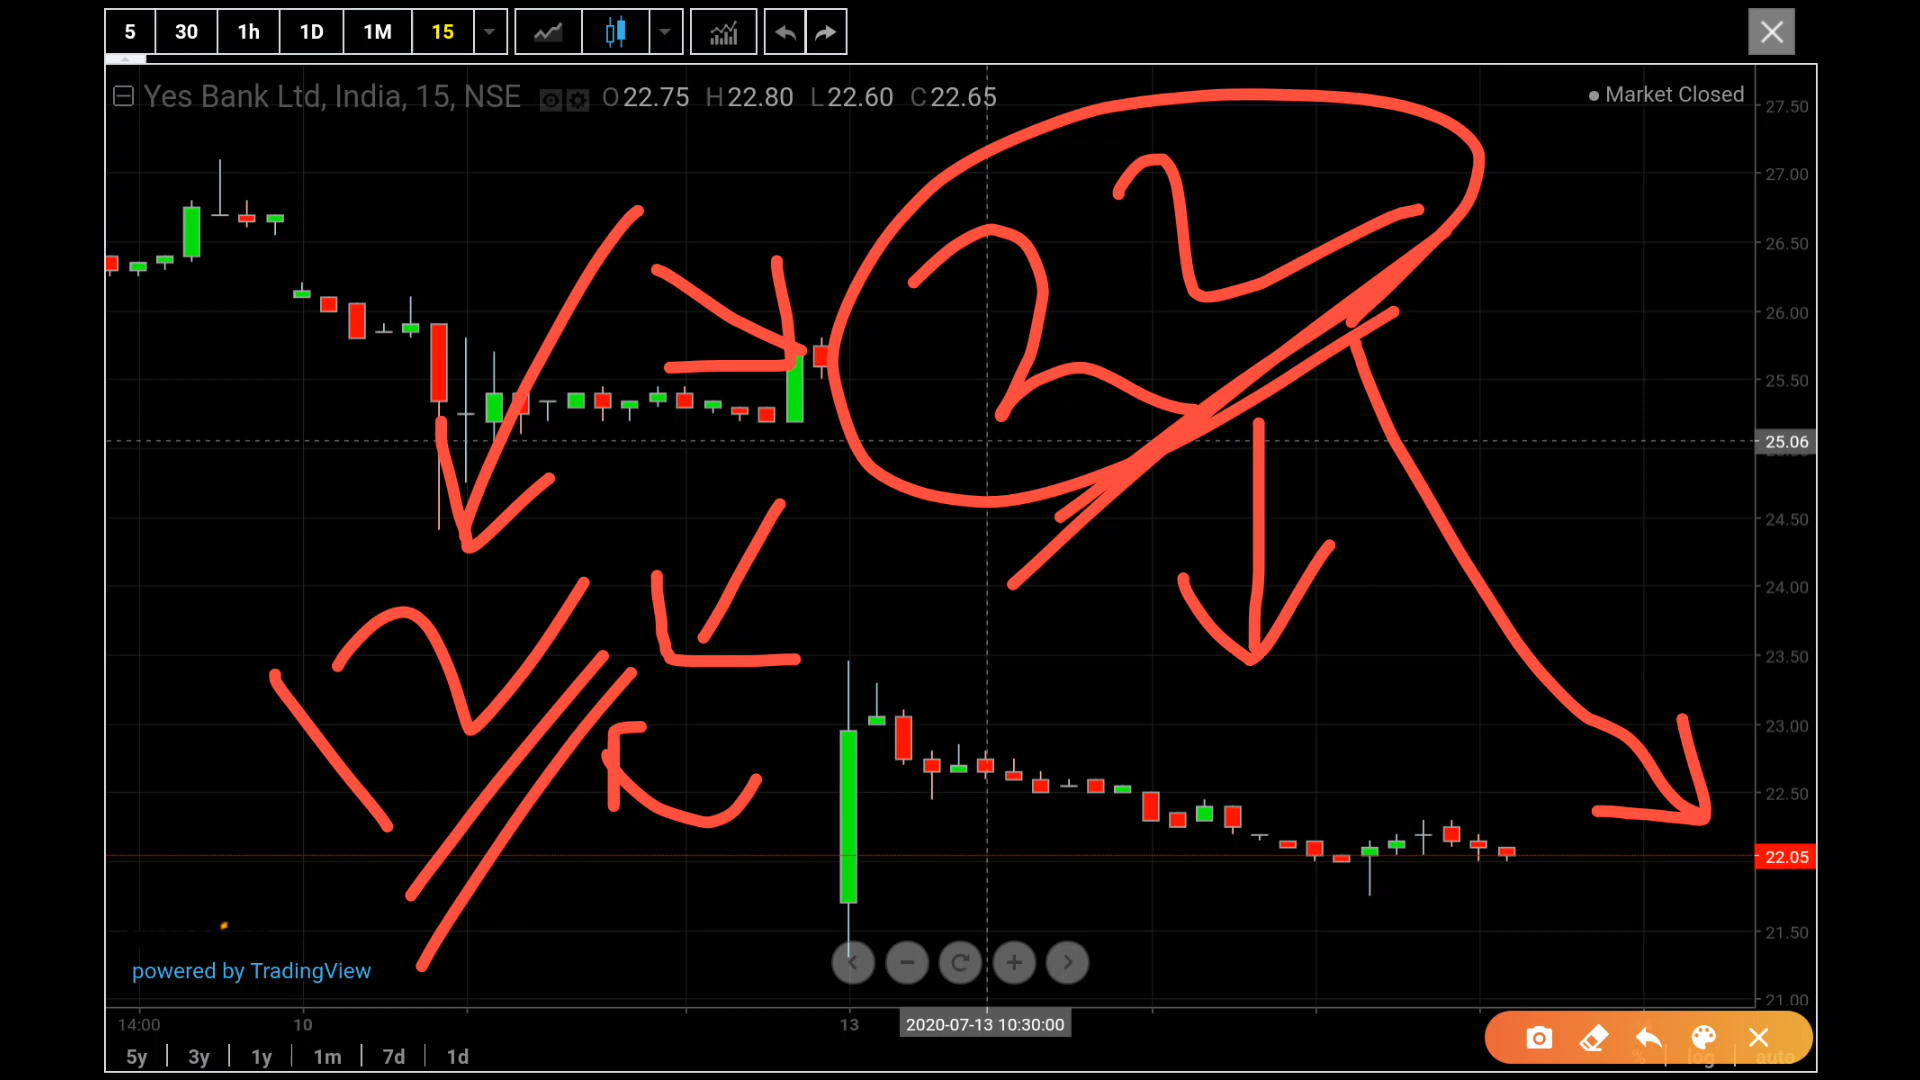 5 30 1h 1D 1M 15
Yes Bank Ltd, India, 15, NSE O22.75 H22.80 L22.60 C22.65
Market Closed
27.50
27.00
26.50
26.00
25.50
25.06
24.50
24.00
23.50
23.00
22.50
22.05
21.50
21.00
22
12
powered by TradingView
14:00 10 13 2020-07-13 10:30:00
5y 3y 1y 1m 7d 1d % log auto